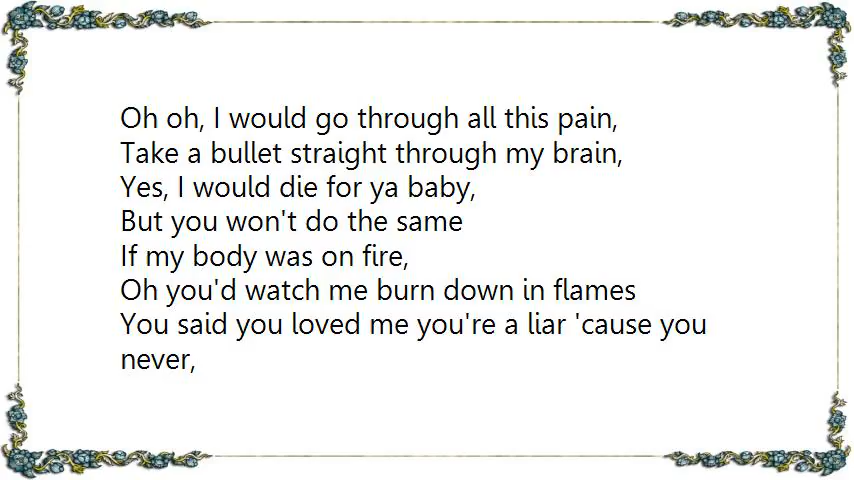 Oh oh, I would go through all this pain,
Take a bullet straight through my brain,
Yes, I would die for ya baby,
But you won't do the same
If my body was on fire,
Oh you'd watch me burn down in flames
You said you loved me you're a liar 'cause you
never,